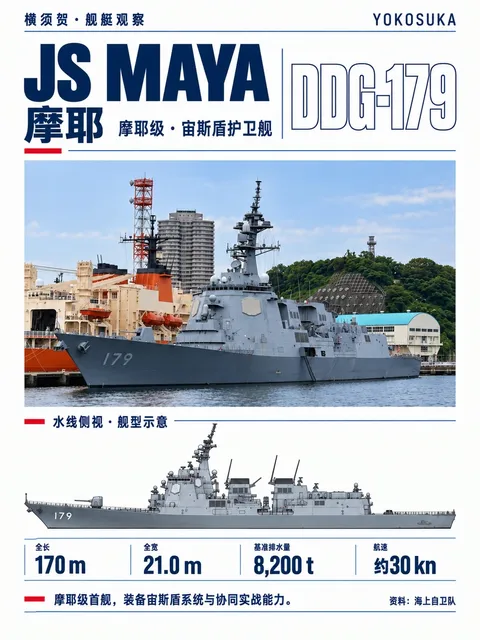 横须贺·舰艇观察
YOKOSUKA
JS MAYA
DDG-179
摩耶
摩耶级·宙斯盾护卫舰
179
水线侧视·舰型示意
179
全长
170 m
全宽
21.0 m
基准排水量
8,200 t
航速
约30 kn
摩耶级首舰，装备宙斯盾系统与协同实战能力。
资料：海上自卫队